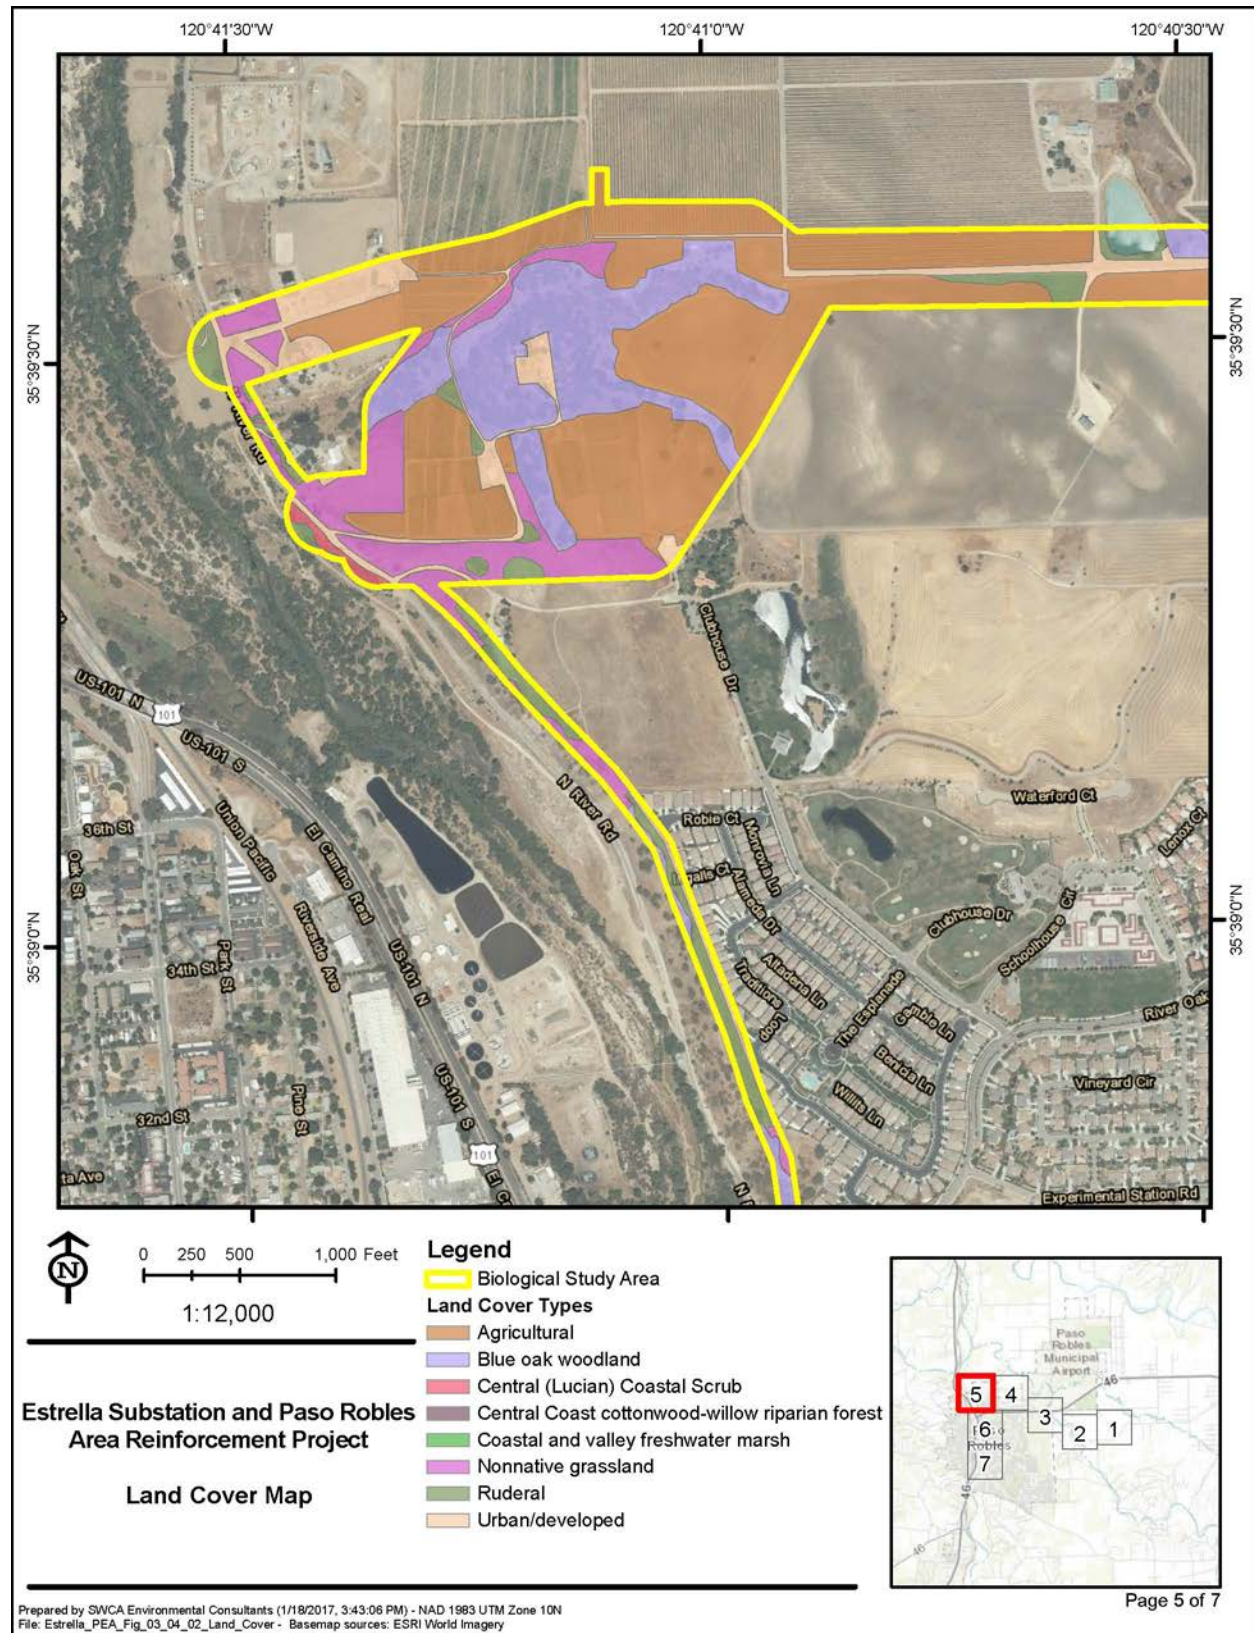 120°41'30"W
120°41'0"W
120°40'30"W
35°39'30"N
35°39'30"N
35°39'0"N
35°39'0"N
US-101 N
101
US-101 S
Union Pacific
El Camino Real
36th St
Oak St
Riverside Ave
Park St
34th St
US-101 N
Pine St
32nd St
US-101 S
101
ta Ave
N River Rd
Clubhouse Dr
Robie Ct
Monrovia Ln
Alameda Dr
Altadena Ln
Traditions Loop
The Esplanade
Gamble Ln
Benicia Ln
Willits Ln
Waterford Ct
Lenox Ct
Clubhouse Dr
Schoolhouse Cir
River Oak
Vineyard Cir
Experimental Station Rd
N
0 250 500 1,000 Feet
1:12,000
Estrella Substation and Paso Robles
Area Reinforcement Project
Land Cover Map
Legend
Biological Study Area
Land Cover Types
Agricultural
Blue oak woodland
Central (Lucian) Coastal Scrub
Central Coast cottonwood-willow riparian forest
Coastal and valley freshwater marsh
Nonnative grassland
Ruderal
Urban/developed
Paso
Robles
Municipal
Airport
46
5
4
3
2
1
6
Robles
7
46
46
Page 5 of 7
Prepared by SWCA Environmental Consultants (1/18/2017, 3:43:06 PM) - NAD 1983 UTM Zone 10N
File: Estrella_PEA_Fig_03_04_02_Land_Cover - Basemap sources: ESRI World Imagery